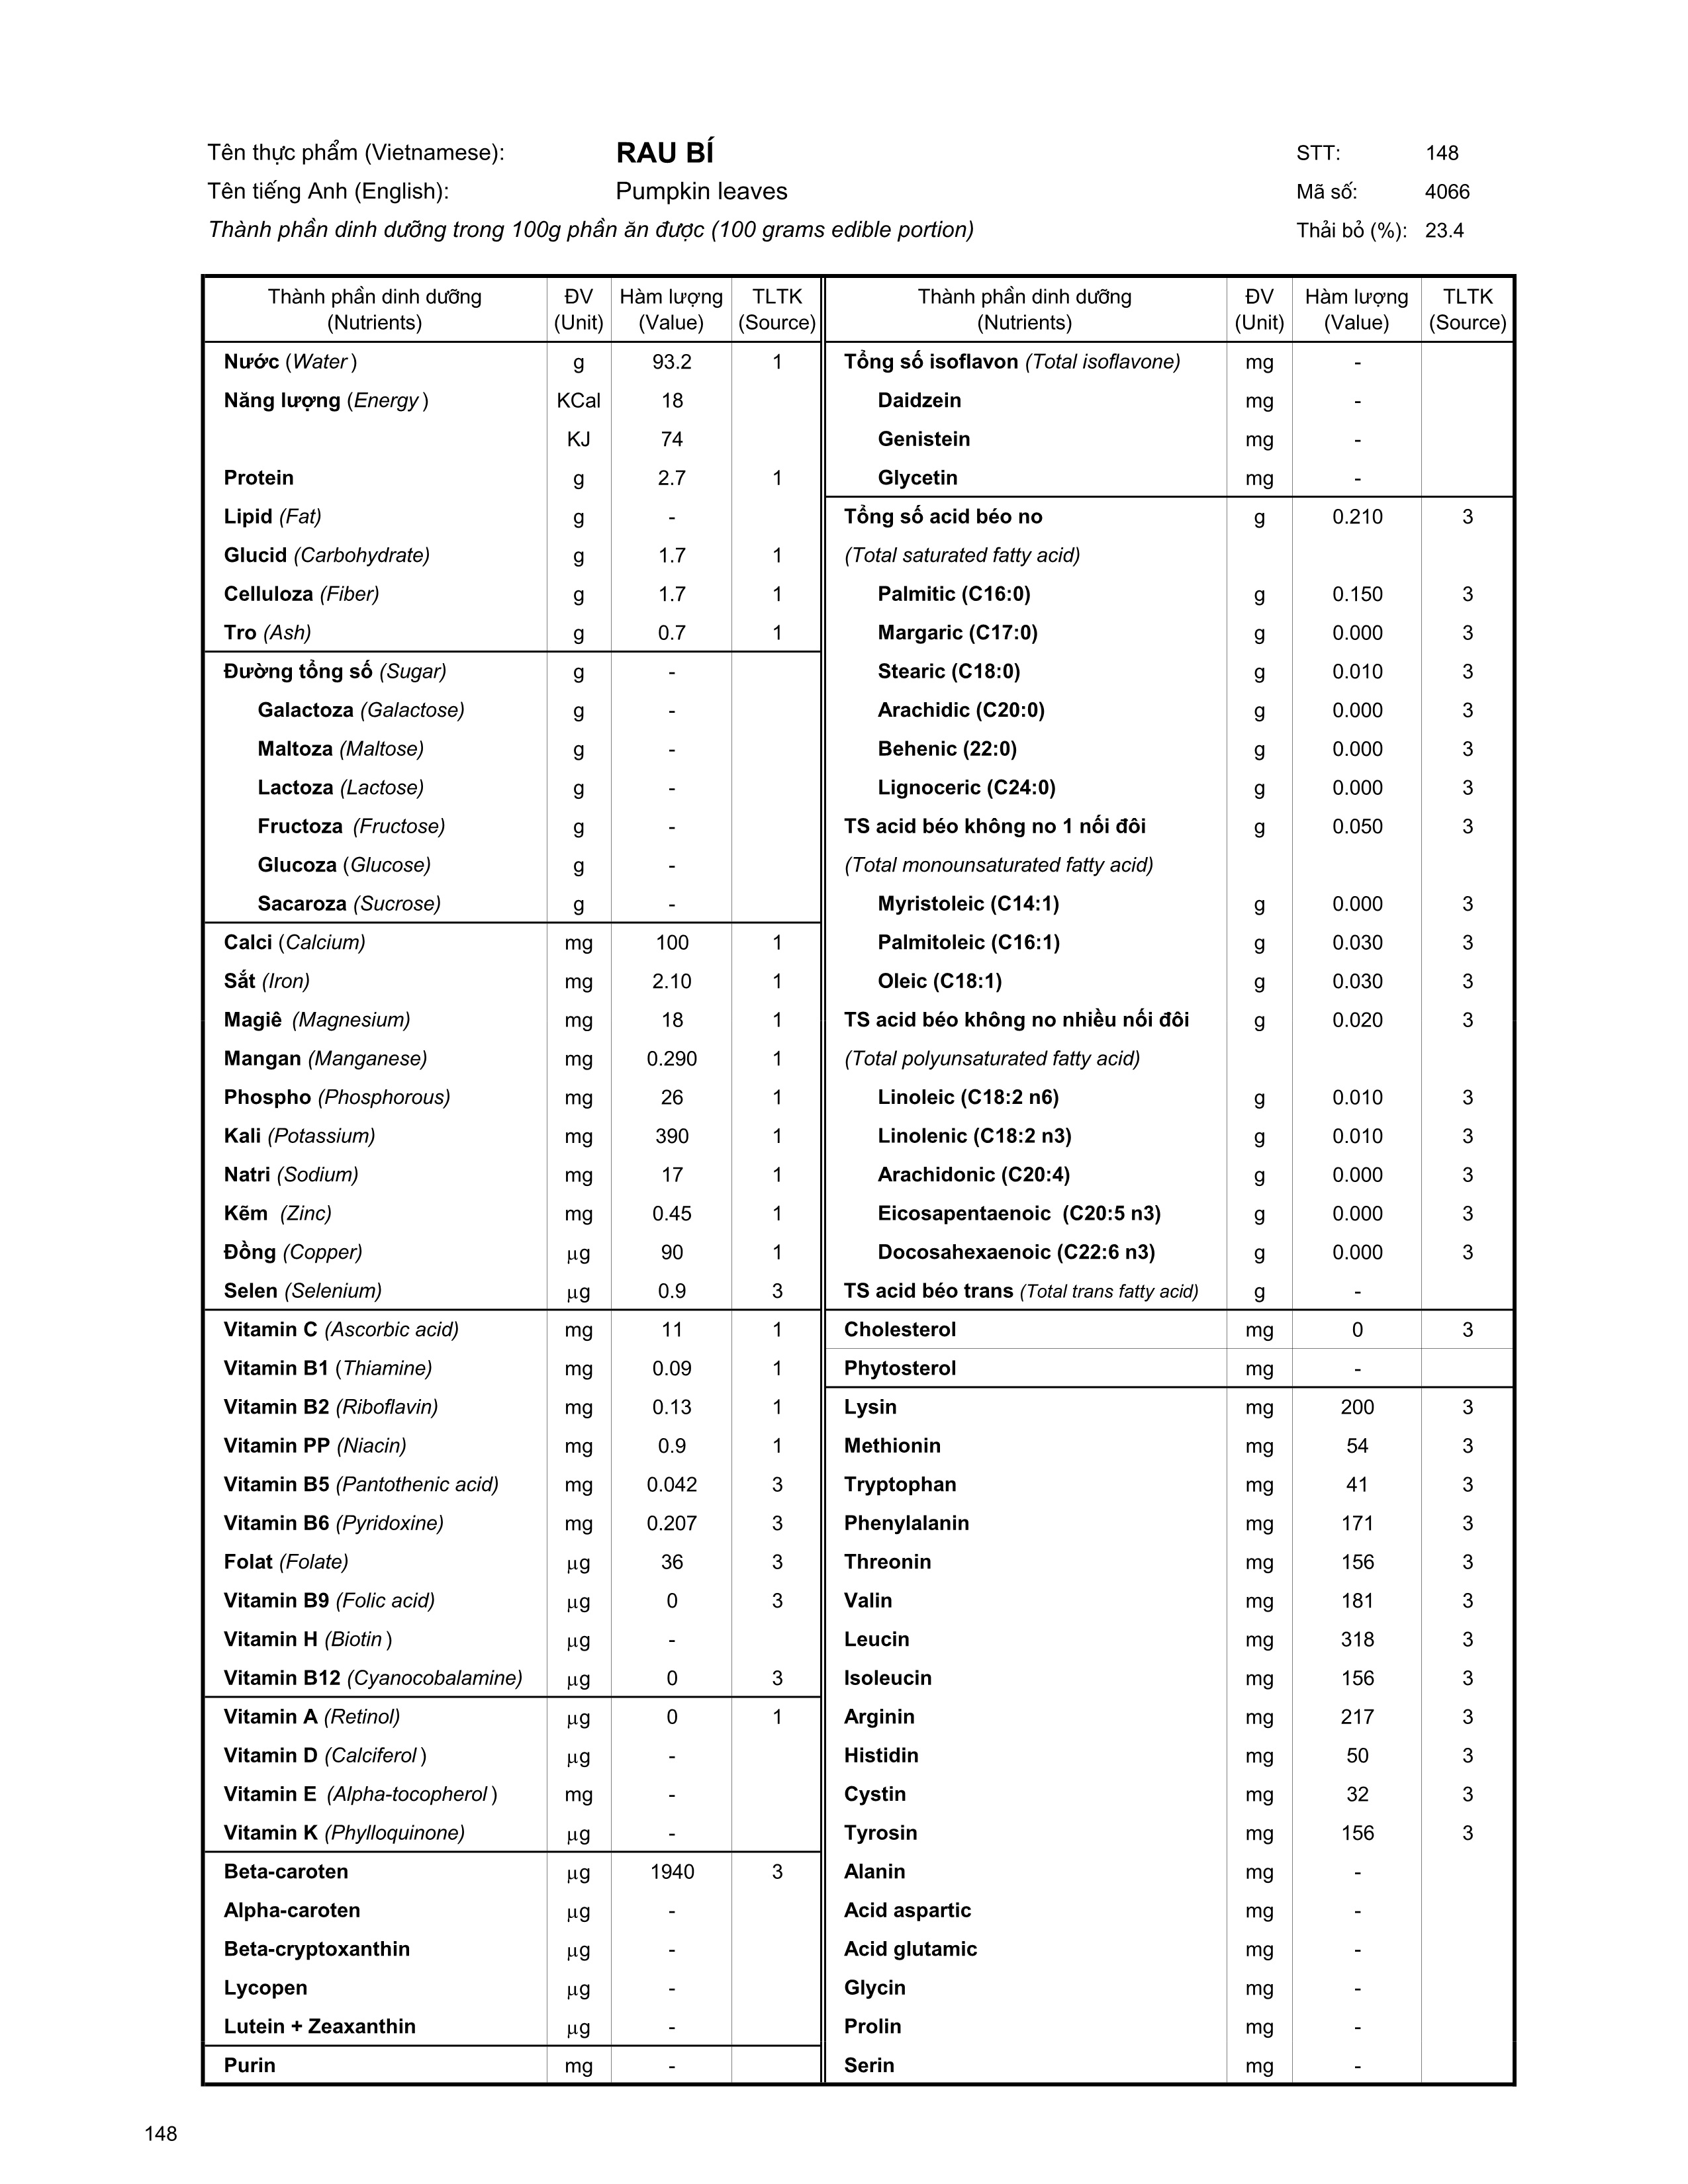 Tên thực phẩm (Vietnamese): RAU BÍ STT: 148
Tên tiếng Anh (English): Pumpkin leaves Mã số: 4066
Thành phần dinh dưỡng trong 100g phần ăn được (100 grams edible portion) Thải bỏ (%): 23.4
Thành phần dinh dưỡng ĐV Hàm lượng TLTK
(Nutrients) (Unit) (Value) (Source)
Nước (Water) g 93.2 1
Năng lượng (Energy) KCal 18
KJ 74
Protein g 2.7 1
Lipid (Fat) g -
Glucid (Carbohydrate) g 1.7 1
Celluloza (Fiber) g 1.7 1
Tro (Ash) g 0.7 1
Đường tổng số (Sugar) g -
Galactoza (Galactose) g -
Maltoza (Maltose) g -
Lactoza (Lactose) g -
Fructoza (Fructose) g -
Glucoza (Glucose) g -
Sacaroza (Sucrose) g -
Calci (Calcium) mg 100 1
Sắt (Iron) mg 2.10 1
Magiê (Magnesium) mg 18 1
Mangan (Manganese) mg 0.290 1
Phospho (Phosphorous) mg 26 1
Kali (Potassium) mg 390 1
Natri (Sodium) mg 17 1
Kẽm (Zinc) mg 0.45 1
Đồng (Copper) μg 90 1
Selen (Selenium) μg 0.9 3
Vitamin C (Ascorbic acid) mg 11 1
Vitamin B1 (Thiamine) mg 0.09 1
Vitamin B2 (Riboflavin) mg 0.13 1
Vitamin PP (Niacin) mg 0.9 1
Vitamin B5 (Pantothenic acid) mg 0.042 3
Vitamin B6 (Pyridoxine) mg 0.207 3
Folat (Folate) μg 36 3
Vitamin B9 (Folic acid) μg 0 3
Vitamin H (Biotin) μg -
Vitamin B12 (Cyanocobalamine) μg 0 3
Vitamin A (Retinol) μg 0 1
Vitamin D (Calciferol) μg -
Vitamin E (Alpha-tocopherol) mg -
Vitamin K (Phylloquinone) μg -
Beta-caroten μg 1940 3
Alpha-caroten μg -
Beta-cryptoxanthin μg -
Lycopen μg -
Lutein + Zeaxanthin μg -
Purin mg -
Thành phần dinh dưỡng ĐV Hàm lượng TLTK
(Nutrients) (Unit) (Value) (Source)
Tổng số isoflavon (Total isoflavone) mg -
Daidzein mg -
Genistein mg -
Glycetin mg -
Tổng số acid béo no g 0.210 3
(Total saturated fatty acid)
Palmitic (C16:0) g 0.150 3
Margaric (C17:0) g 0.000 3
Stearic (C18:0) g 0.010 3
Arachidic (C20:0) g 0.000 3
Behenic (22:0) g 0.000 3
Lignoceric (C24:0) g 0.000 3
TS acid béo không no 1 nối đôi g 0.050 3
(Total monounsaturated fatty acid)
Myristoleic (C14:1) g 0.000 3
Palmitoleic (C16:1) g 0.030 3
Oleic (C18:1) g 0.030 3
TS acid béo không no nhiều nối đôi g 0.020 3
(Total polyunsaturated fatty acid)
Linoleic (C18:2 n6) g 0.010 3
Linolenic (C18:2 n3) g 0.010 3
Arachidonic (C20:4) g 0.000 3
Eicosapentaenoic (C20:5 n3) g 0.000 3
Docosahexaenoic (C22:6 n3) g 0.000 3
TS acid béo trans (Total trans fatty acid) g -
Cholesterol mg 0 3
Phytosterol mg -
Lysin mg 200 3
Methionin mg 54 3
Tryptophan mg 41 3
Phenylalanin mg 171 3
Threonin mg 156 3
Valin mg 181 3
Leucin mg 318 3
Isoleucin mg 156 3
Arginin mg 217 3
Histidin mg 50 3
Cystin mg 32 3
Tyrosin mg 156 3
Alanin mg -
Acid aspartic mg -
Acid glutamic mg -
Glycin mg -
Prolin mg -
Serin mg -
148